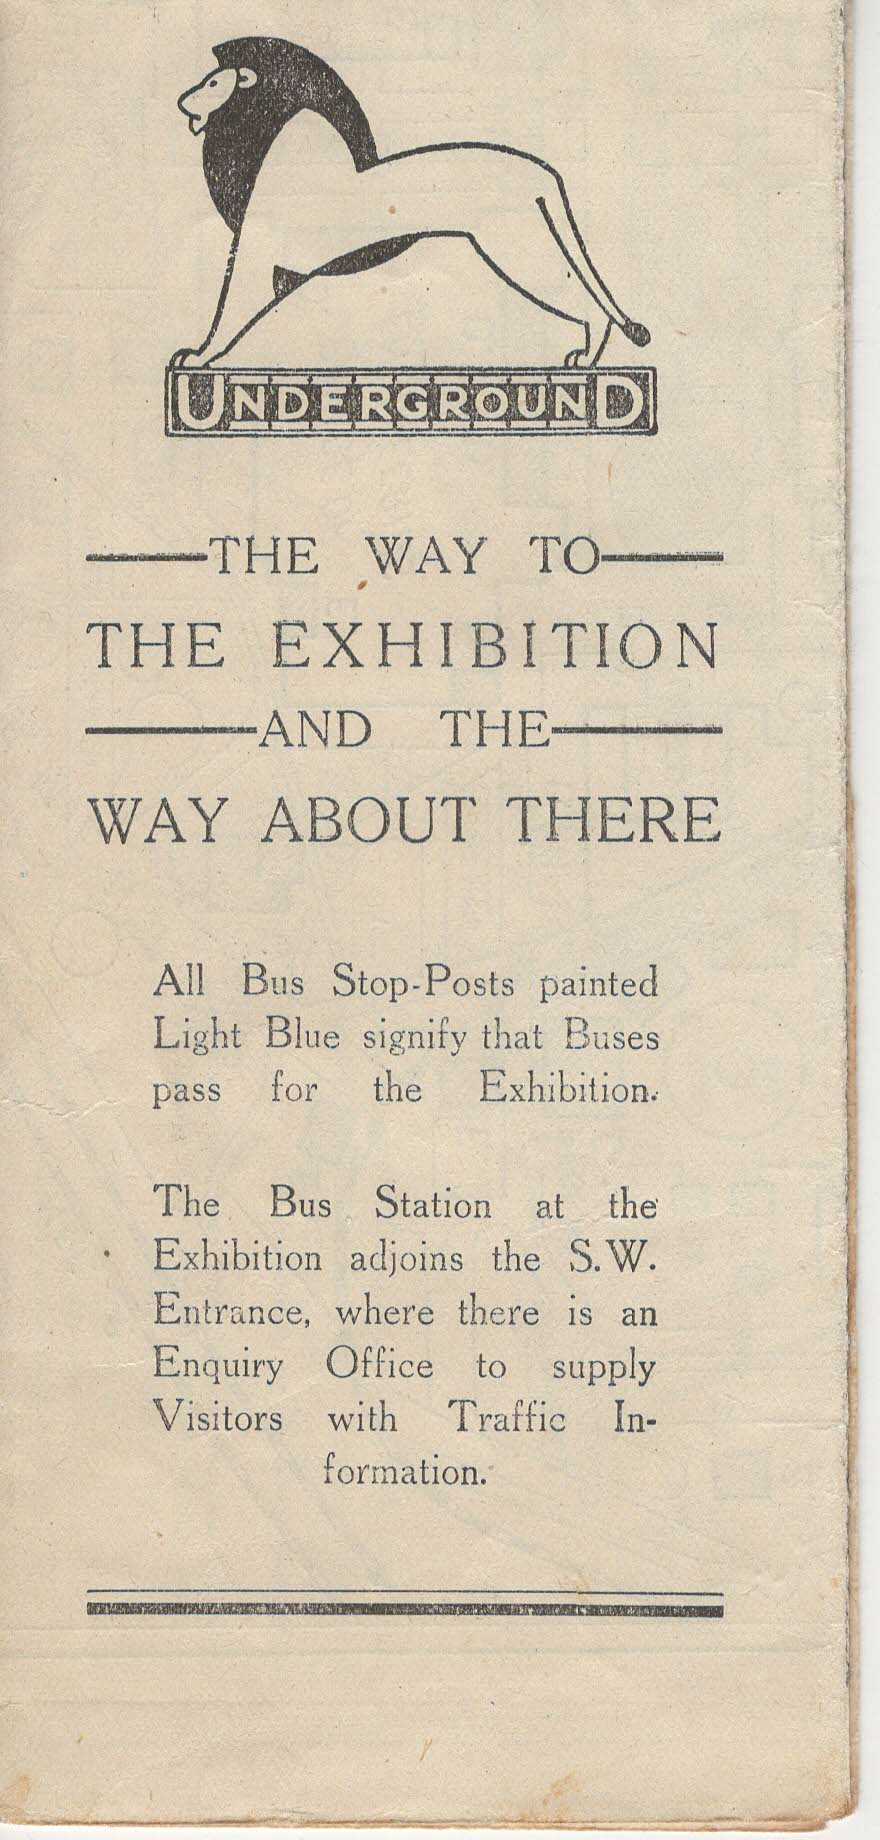 UNDERGROUND
THE WAY TO
THE EXHIBITION
AND THE
WAY ABOUT THERE
All Bus Stop-Posts painted
Light Blue signify that Buses
pass for the Exhibition.
The Bus Station at the
Exhibition adjoins the S.W.
Entrance, where there is an
Enquiry Office to supply
Visitors with Traffic In-
formation.